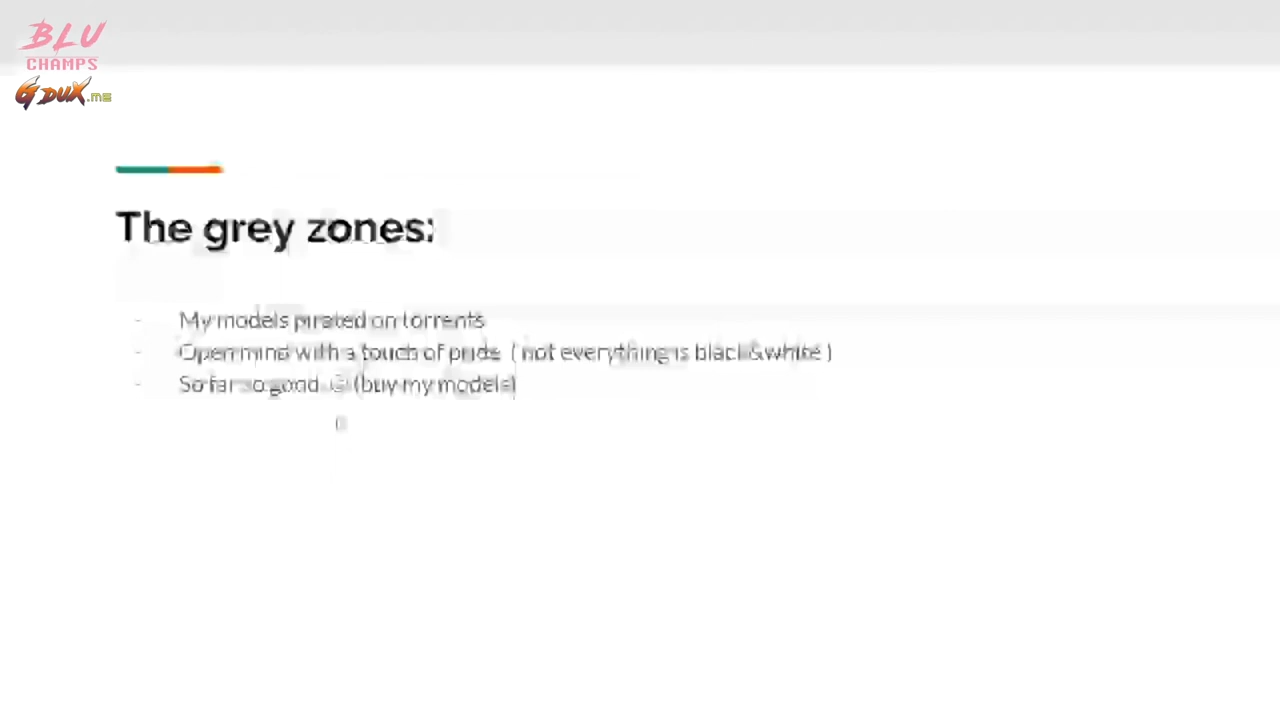 BLU
CHAMPS
G DUX.me
The grey zones:
- My models pirated on torrents
- Open mind with a touch of pride ( not everything is black&white )
- So far so good (buy my models)